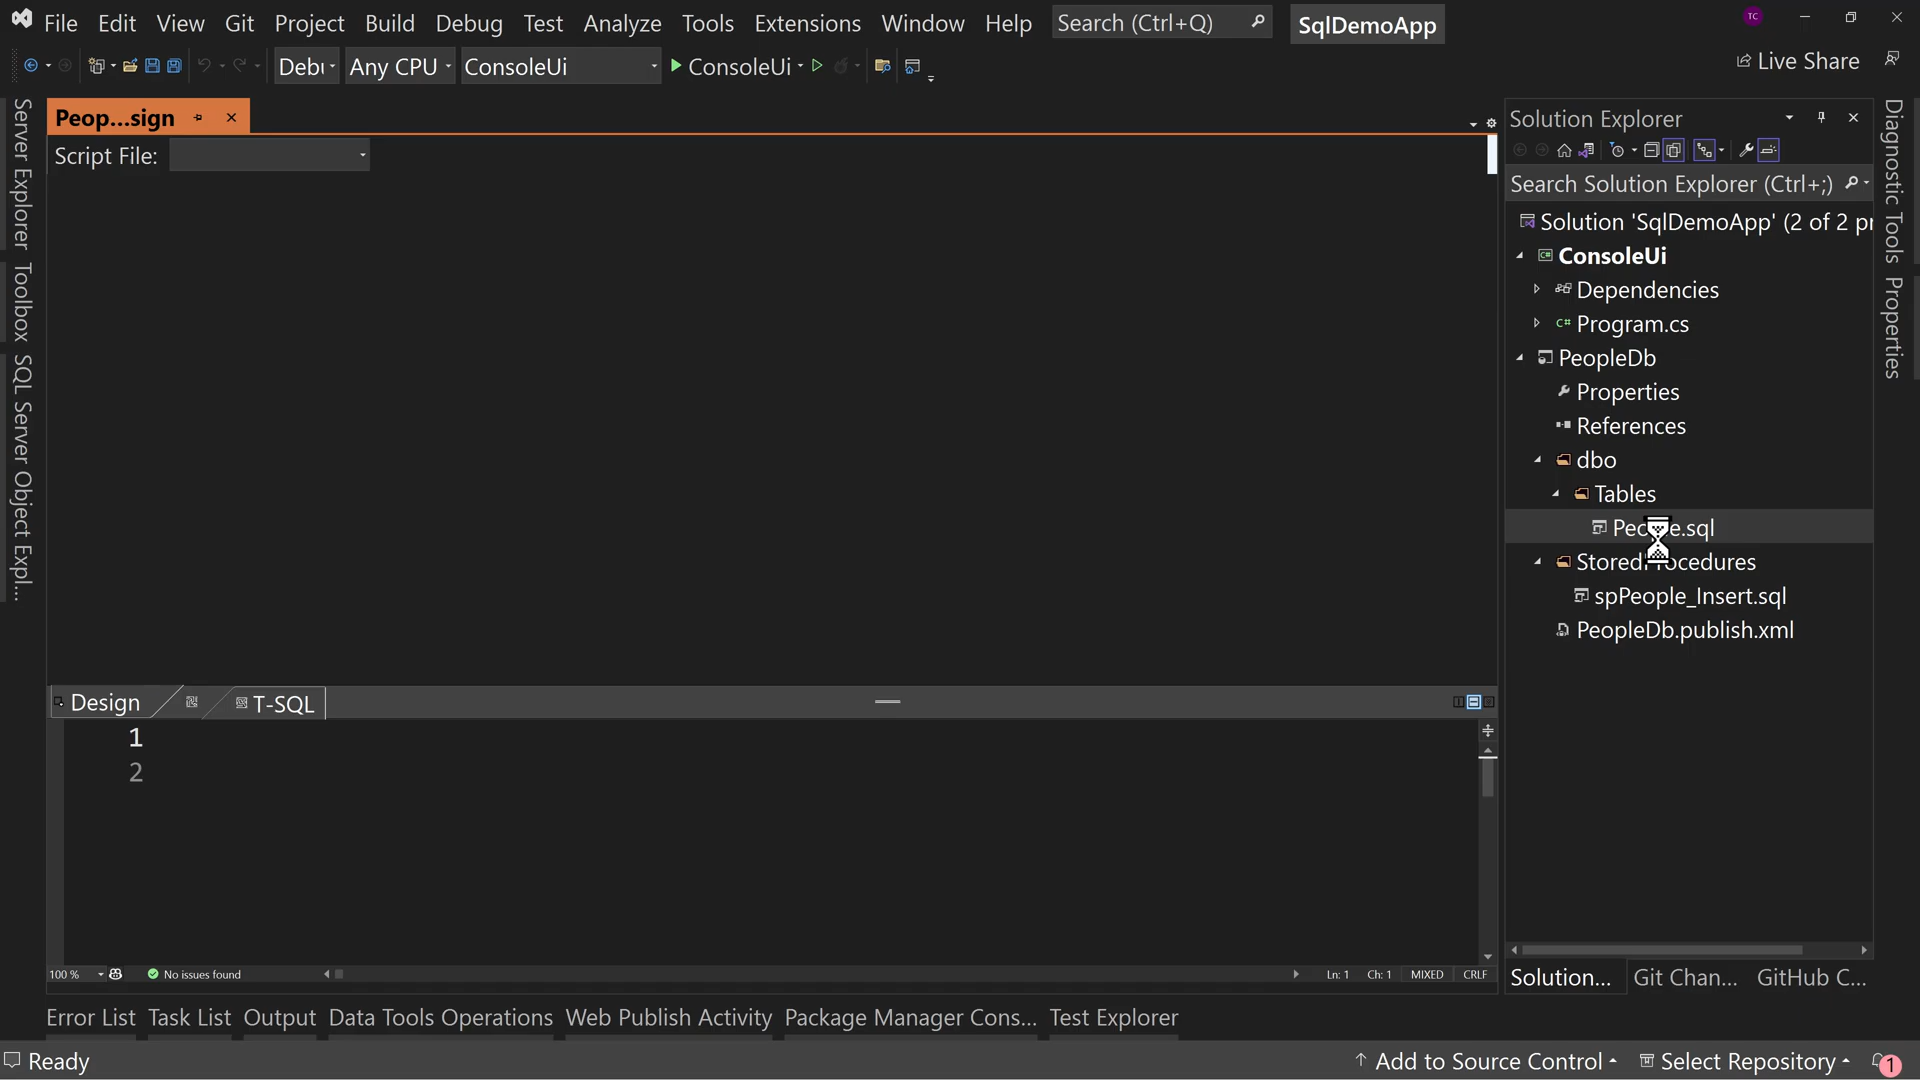 File Edit View Git Project Build Debug Test Analyze Tools Extensions Window Help Search (Ctrl+Q) SqlDemoApp TC
Debu Any CPU ConsoleUi ConsoleUi Live Share
Server Explorer
Toolbox
SQL Server Object Expl...
Peop...sign
Script File:
Design T-SQL
1
2
100 % No issues found Ln: 1 Ch: 1 MIXED CRLF
Solution Explorer
Search Solution Explorer (Ctrl+;)
Solution 'SqlDemoApp' (2 of 2 pr
ConsoleUi
Dependencies
C# Program.cs
PeopleDb
Properties
References
dbo
Tables
People.sql
StoredProcedures
spPeople_Insert.sql
PeopleDb.publish.xml
Solution... Git Chan... GitHub C...
Diagnostic Tools
Properties
Error List Task List Output Data Tools Operations Web Publish Activity Package Manager Cons... Test Explorer
Ready Add to Source Control Select Repository 1